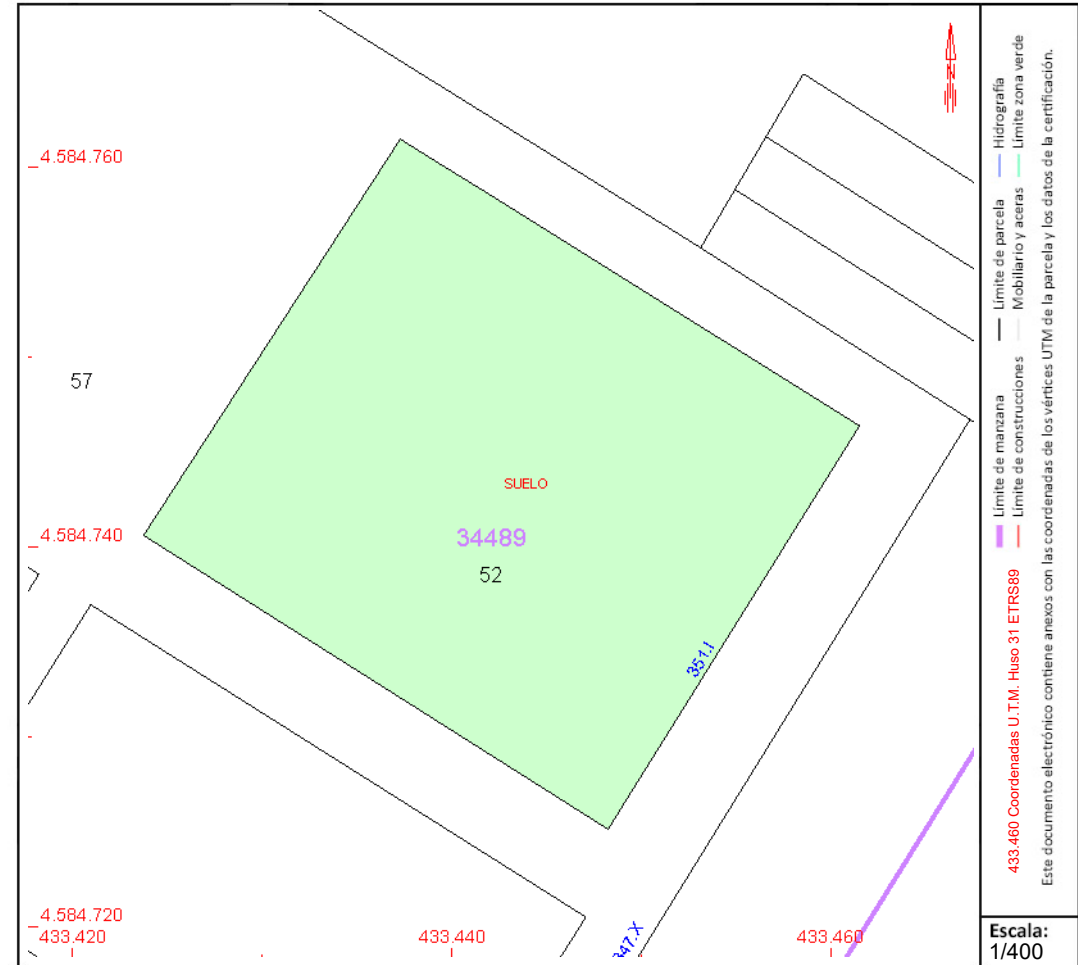 4.584.760
57
SUELO
4.584.740
34489
52
351.I
4.584.720
433.420
433.440
433.460
347.X
N
Límite de manzana
Límite de parcela
Hidrografía
Límite de construcciones
Mobiliario y aceras
Límite zona verde
433.460 Coordenadas U.T.M. Huso 31 ETRS89
Este documento electrónico contiene anexos con las coordenadas de los vértices UTM de la parcela y los datos de la certificación.
Escala:
1/400